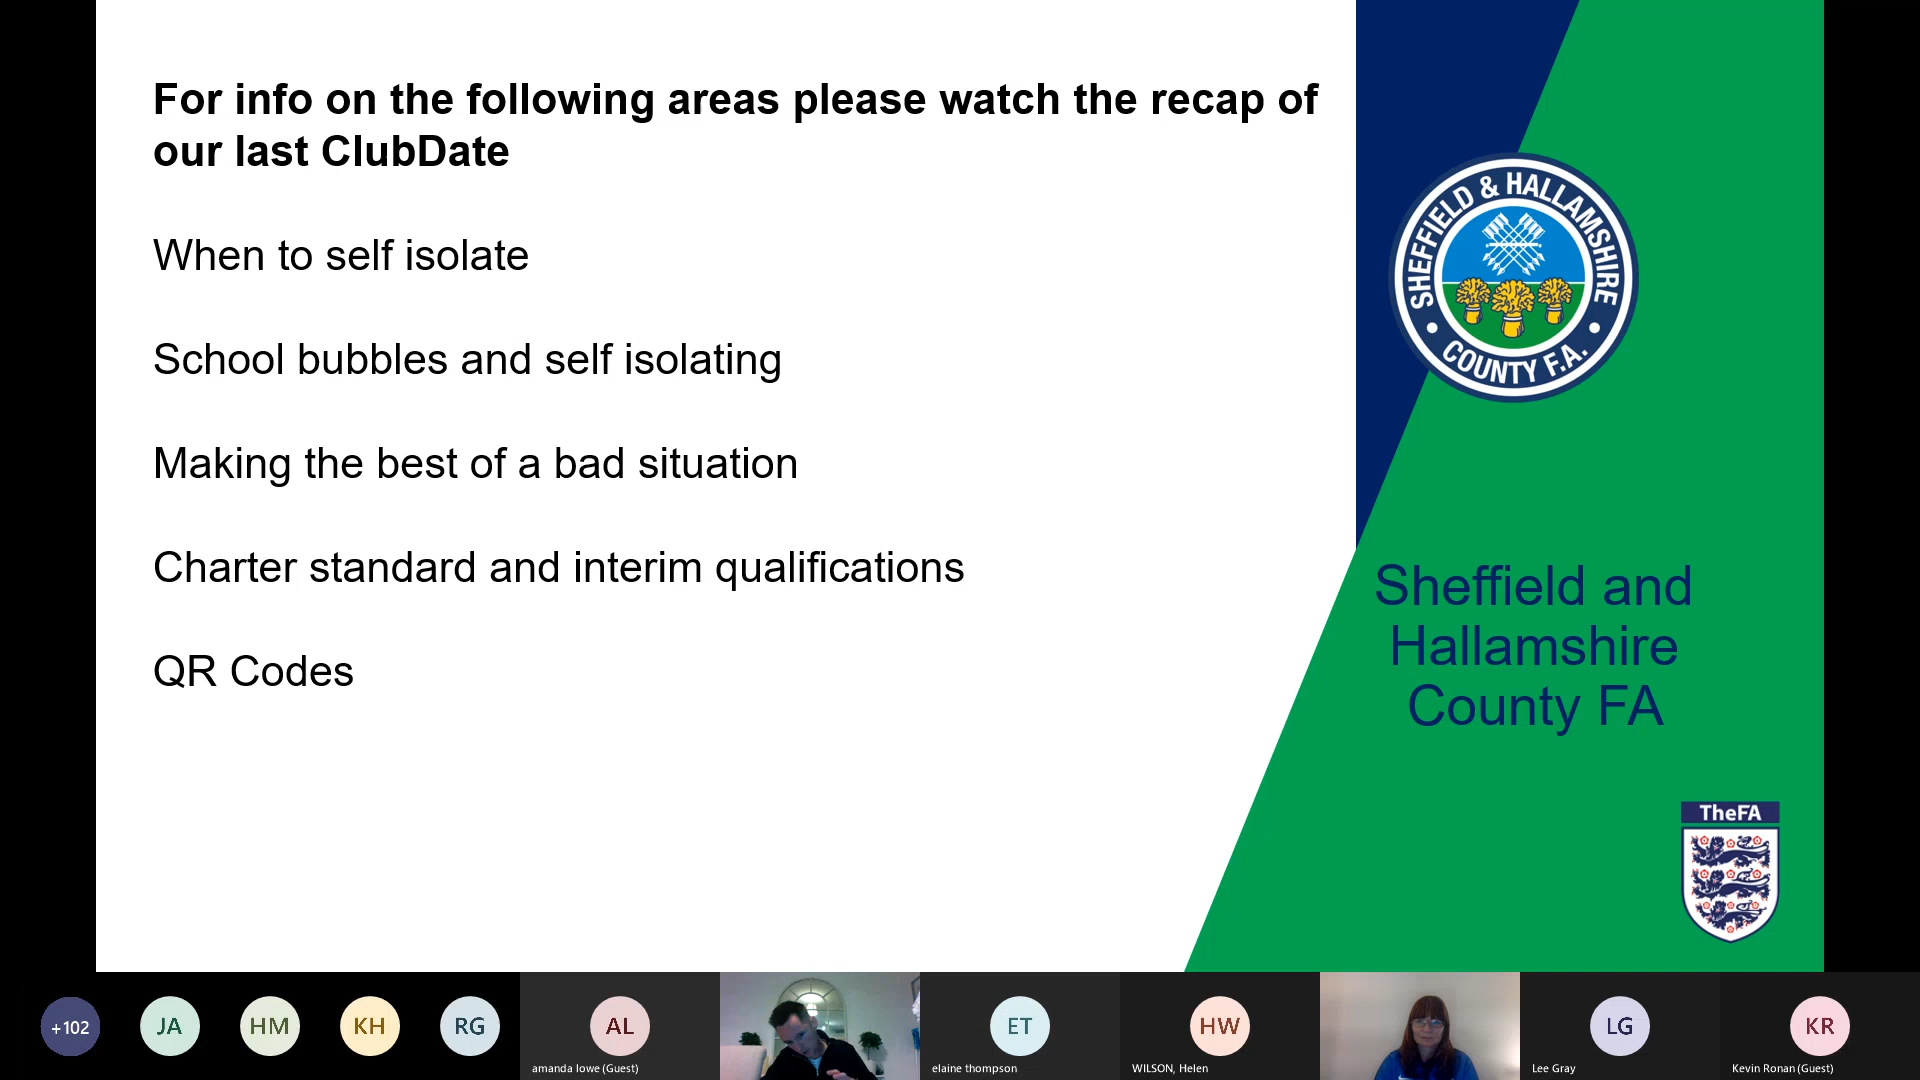 For info on the following areas please watch the recap of
our last ClubDate
When to self isolate
School bubbles and self isolating
Making the best of a bad situation
Charter standard and interim qualifications
QR Codes
SHEFFIELD & HALLAMSHIRE
COUNTY F.A.
Sheffield and
Hallamshire
County FA
TheFA
+102
JA
HM
KH
RG
AL
amanda lowe (Guest)
ET
elaine thompson
HW
WILSON, Helen
LG
Lee Gray
KR
Kevin Ronan (Guest)